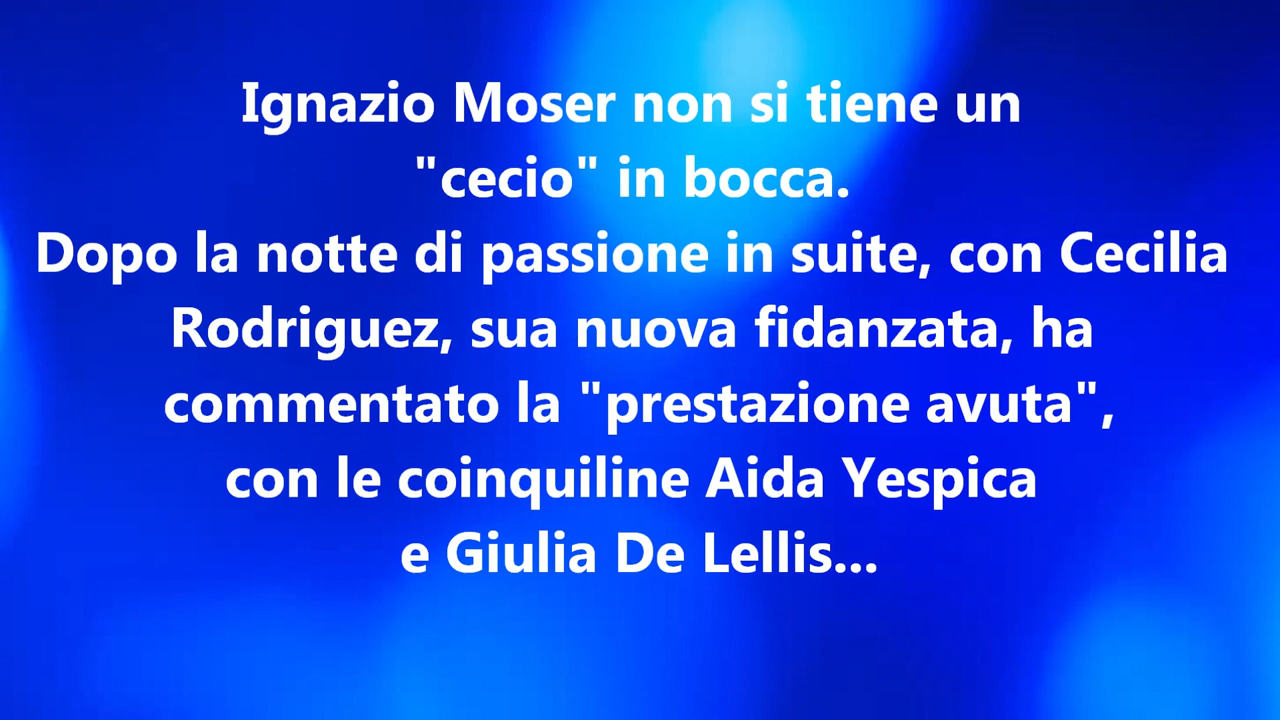 Ignazio Moser non si tiene un
"cecio" in bocca.
Dopo la notte di passione in suite, con Cecilia
Rodriguez, sua nuova fidanzata, ha
commentato la "prestazione avuta",
con le coinquiline Aida Yespica
e Giulia De Lellis...